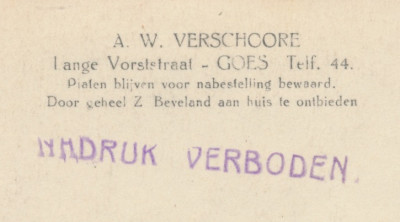 A. W. VERSCHOORE
Lange Vorststraat - GOES Telf. 44.
Platen blijven voor nabestelling bewaard.
Door geheel Z Beveland aan huis te ontbieden
NADRUK VERBODEN.